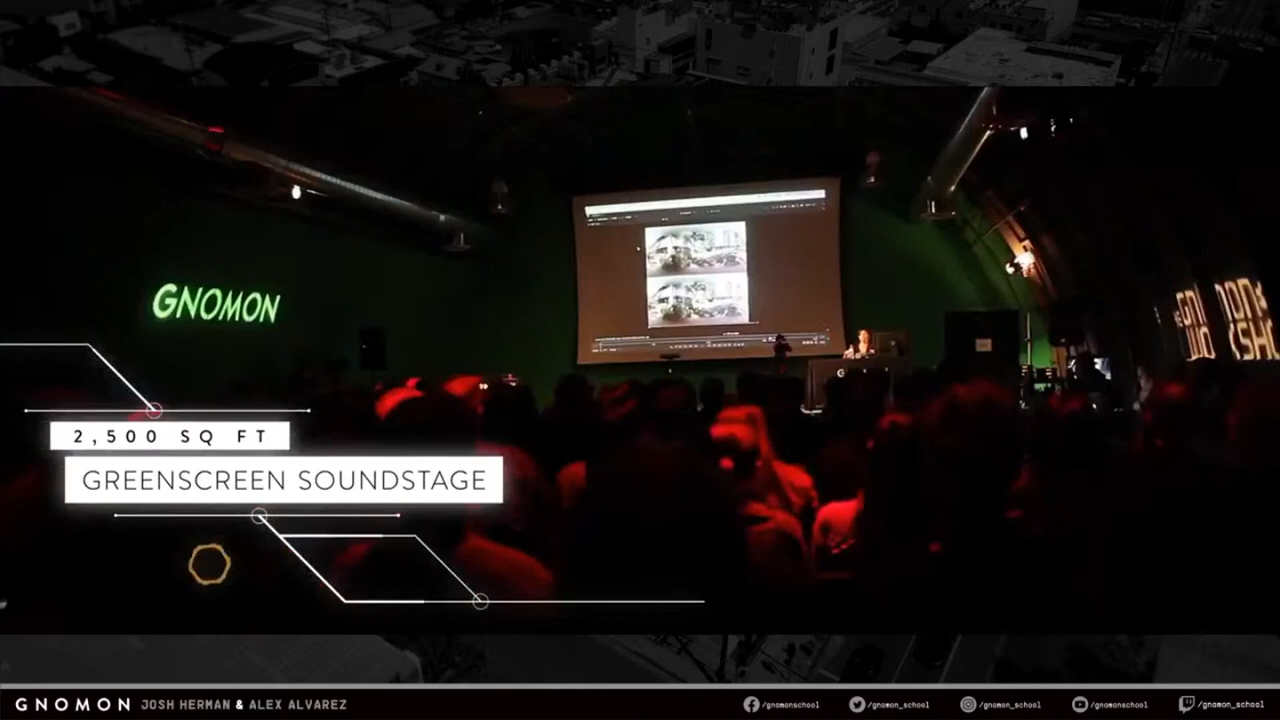 GNOMON
2,500 SQ FT
GREENSCREEN SOUNDSTAGE
GNOMON JOSH HERMAN & ALEX ALVAREZ
/gnomonschool
/gnomon_school
/gnomon_school
/gnomonschool
/gnomon_school